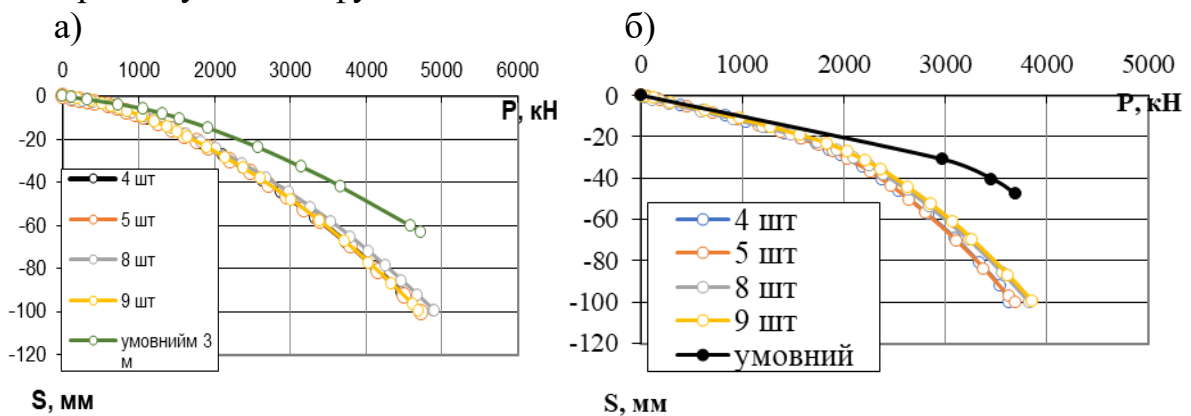 а)
0 1000 2000 3000 4000 5000 6000
P, кН
0
-20
-40
-60
-80
-100
-120
4 шт
5 шт
8 шт
9 шт
умовнийм 3
м
S, мм
б)
0 1000 2000 3000 4000 5000
P, кН
0
-20
-40
-60
-80
-100
-120
4 шт
5 шт
8 шт
9 шт
умовний
S, мм